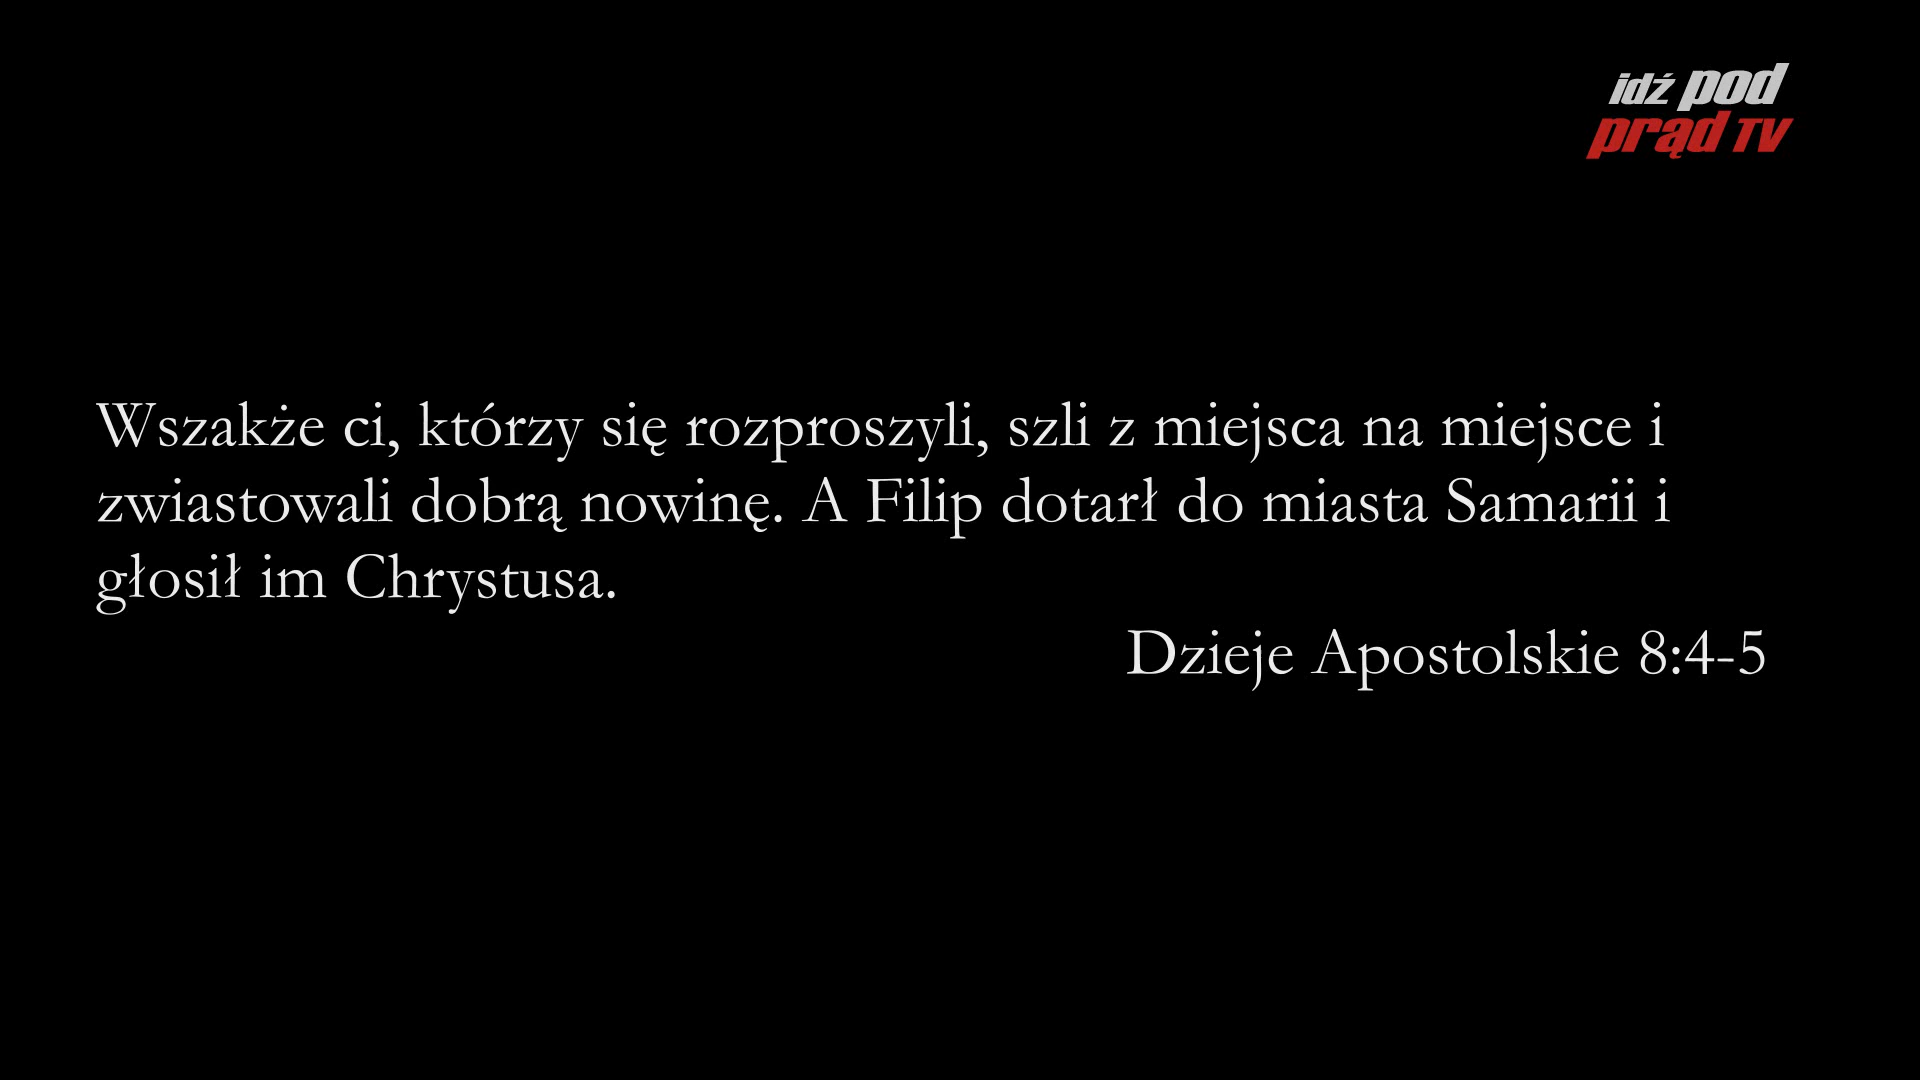 idź pod
prąd TV
Wszakże ci, którzy się rozproszyli, szli z miejsca na miejsce i
zwiastowali dobrą nowinę. A Filip dotarł do miasta Samarii i
głosił im Chrystusa.
Dzieje Apostolskie 8:4-5